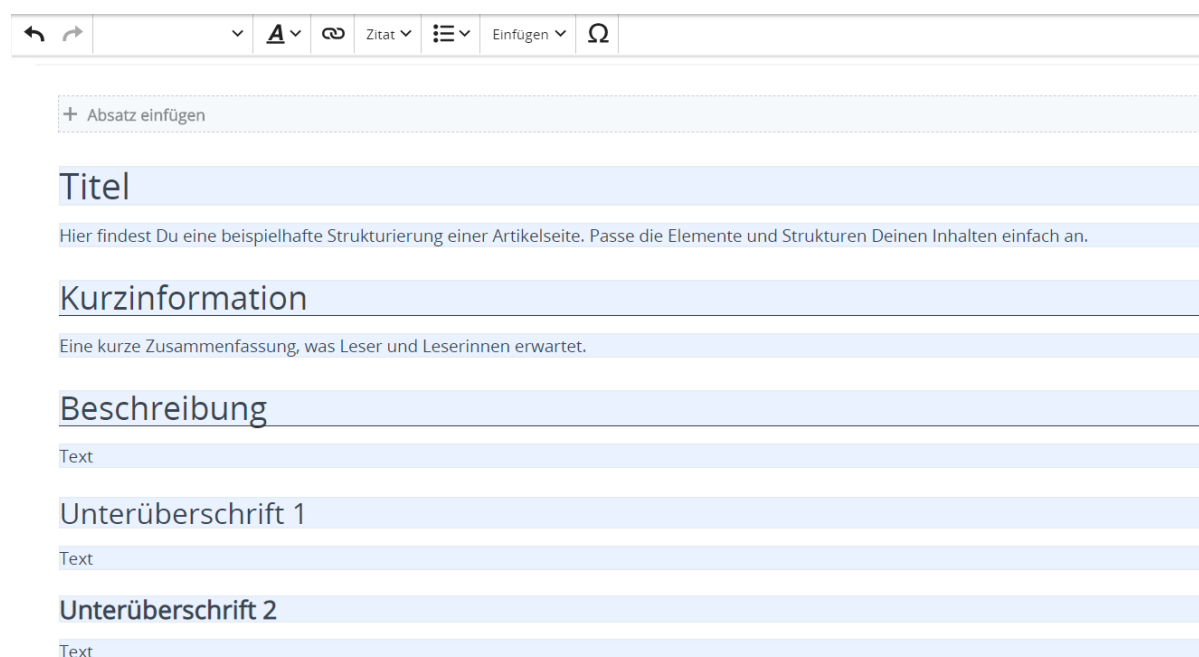 A Zitat Einfügen Ω
+ Absatz einfügen
Titel
Hier findest Du eine beispielhafte Strukturierung einer Artikelseite. Passe die Elemente und Strukturen Deinen Inhalten einfach an.
Kurzinformation
Eine kurze Zusammenfassung, was Leser und Leserinnen erwartet.
Beschreibung
Text
Unterüberschrift 1
Text
Unterüberschrift 2
Text